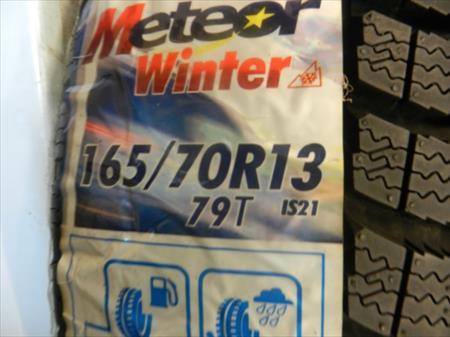 Meteor
Winter
165/70R13
79T IS21